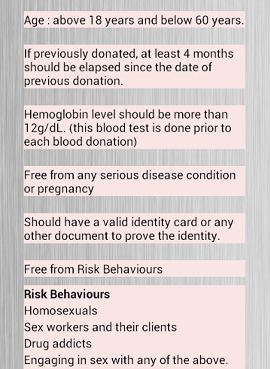 Age : above 18 years and below 60 years.
If previously donated, at least 4 months
should be elapsed since the date of
previous donation.
Hemoglobin level should be more than
12g/dL. (this blood test is done prior to
each blood donation)
Free from any serious disease condition
or pregnancy
Should have a valid identity card or any
other document to prove the identity.
Free from Risk Behaviours
Risk Behaviours
Homosexuals
Sex workers and their clients
Drug addicts
Engaging in sex with any of the above.